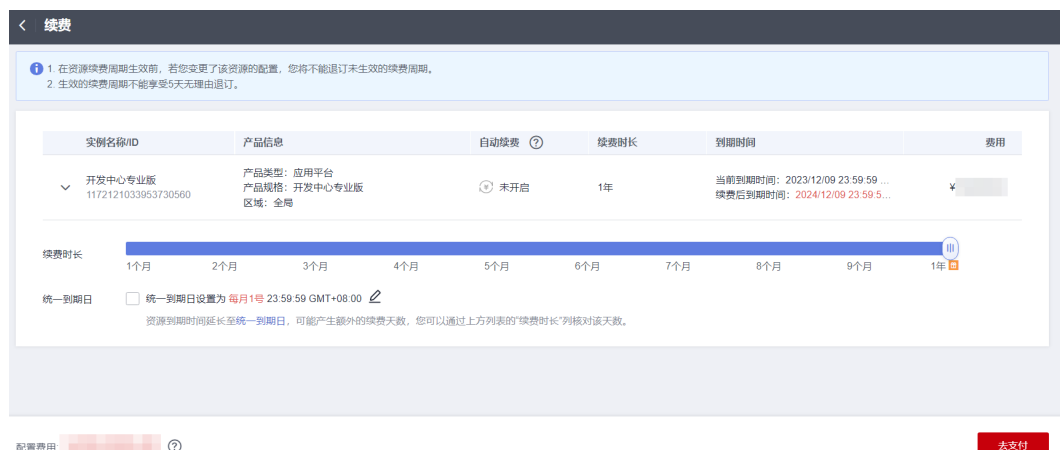 续费
1. 在资源续费周期生效前，若您变更了该资源的配置，您将不能退订未生效的续费周期。
2. 生效的续费周期不能享受5天无理由退订。
实例名称/ID 产品信息 自动续费 ? 续费时长 到期时间 费用
开发中心专业版
1172121033953730560
产品类型：应用平台
产品规格：开发中心专业版
区域：全局
未开启
1年
当前到期时间：2023/12/09 23:59:59 ...
续费后到期时间：2024/12/09 23:59:5...
¥
续费时长
1个月 2个月 3个月 4个月 5个月 6个月 7个月 8个月 9个月 1年
统一到期日 统一到期日设置为 每月1号 23:59:59 GMT+08:00
资源到期时间延长至统一到期日，可能产生额外的续费天数，您可以通过上方列表的“续费时长”列核对该天数。
配置费用: ?
去支付